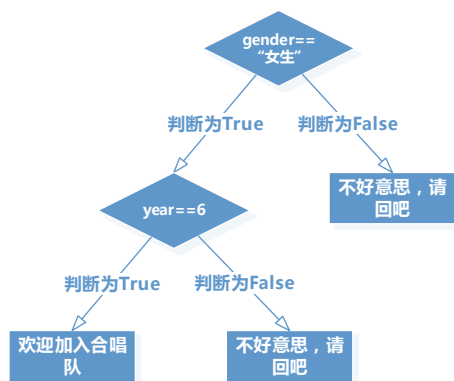 gender==
“女生”
判断为True
判断为False
不好意思，请
回吧
year==6
判断为True
判断为False
欢迎加入合唱
队
不好意思，请
回吧